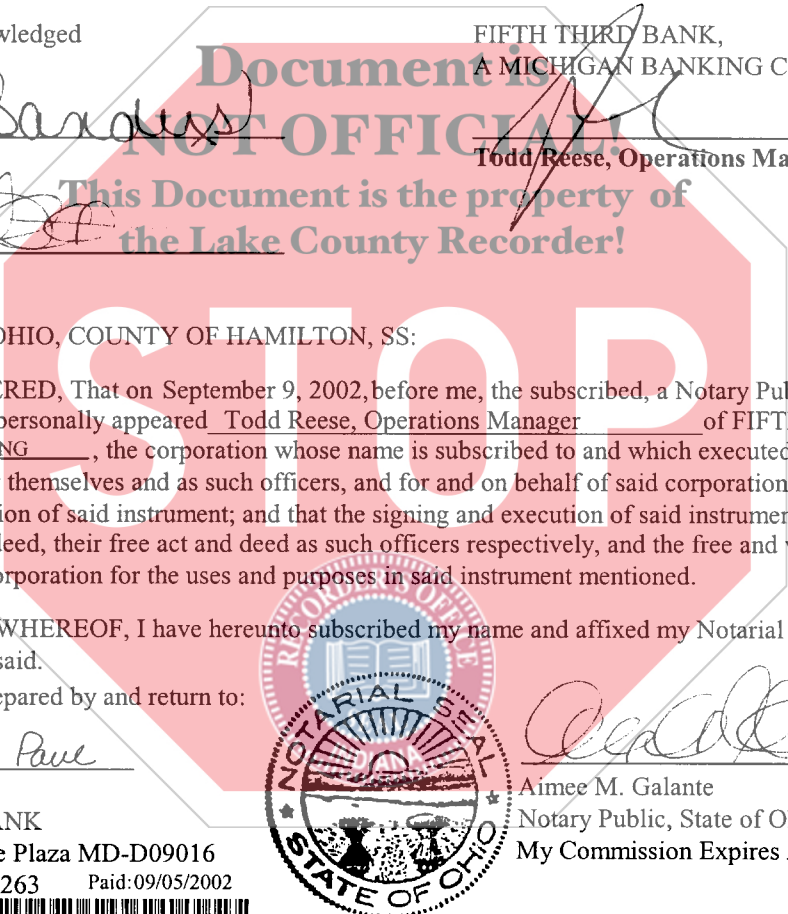 wledged
FIFTH THIRD BANK,
A MICHIGAN BANKING C
Document is
NOT OFFICIAL!
Todd Reese, Operations Ma
This Document is the property of
the Lake County Recorder!
STOP
OHIO, COUNTY OF HAMILTON, SS:
ERED, That on September 9, 2002, before me, the subscribed, a Notary Pub
personally appeared Todd Reese, Operations Manager of FIFT
NG, the corporation whose name is subscribed to and which executed
themselves and as such officers, and for and on behalf of said corporation
ion of said instrument; and that the signing and execution of said instrumen
deed, their free act and deed as such officers respectively, and the free and v
orporation for the uses and purposes in said instrument mentioned.
WHEREOF, I have hereunto subscribed my name and affixed my Notarial
said.
epared by and return to:
RECORDER'S OFFICE
INDIANA
NOTARIAL SEAL
STATE OF OHIO
Paul
Aimee M. Galante
ANK
Notary Public, State of O
e Plaza MD-D09016
My Commission Expires
263 Paid:09/05/2002